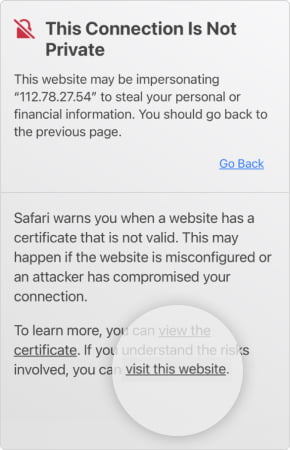 This Connection Is Not
Private
This website may be impersonating
“112.78.27.54” to steal your personal or
financial information. You should go back to
the previous page.
Go Back
Safari warns you when a website has a
certificate that is not valid. This may
happen if the website is misconfigured or
an attacker has compromised your
connection.
To learn more, you can view the
certificate. If you understand the risks
involved, you can visit this website.